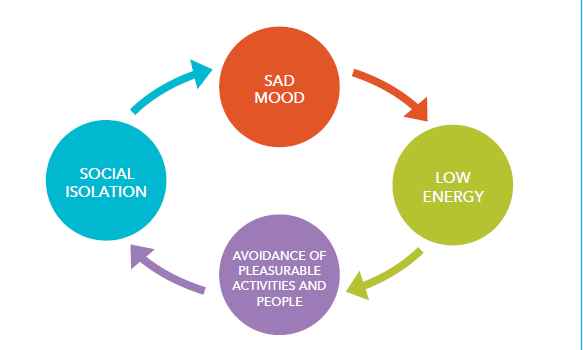 SAD
MOOD
LOW
ENERGY
AVOIDANCE OF
PLEASURABLE
ACTIVITIES AND
PEOPLE
SOCIAL
ISOLATION